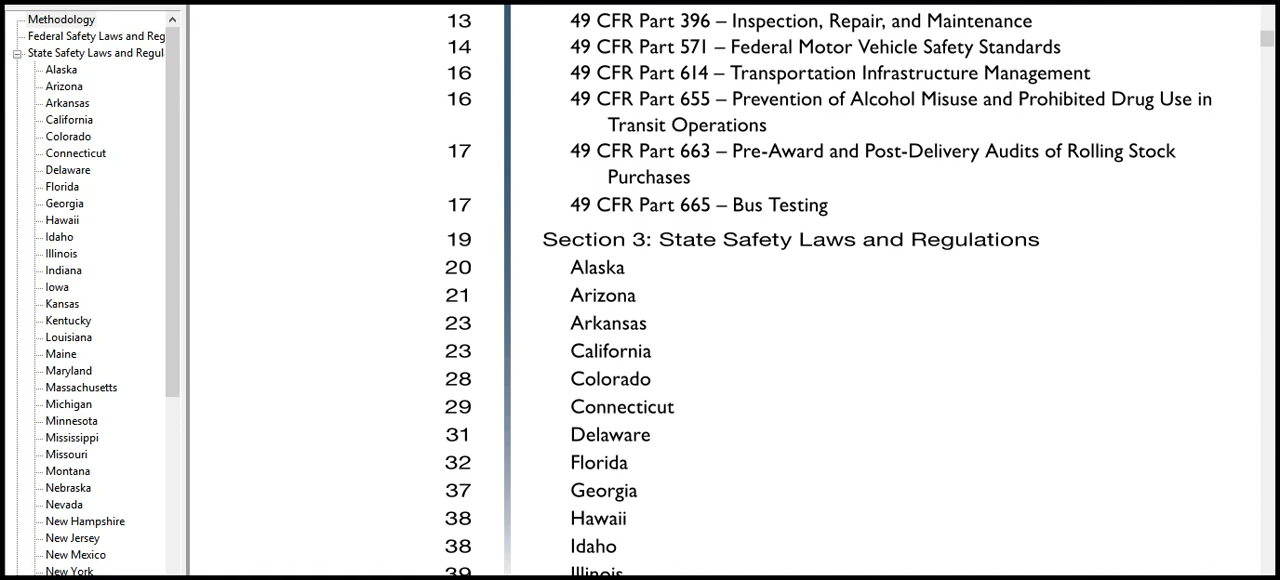 Methodology
Federal Safety Laws and Reg
State Safety Laws and Regul
Alaska
Arizona
Arkansas
California
Colorado
Connecticut
Delaware
Florida
Georgia
Hawaii
Idaho
Illinois
Indiana
Iowa
Kansas
Kentucky
Louisiana
Maine
Maryland
Massachusetts
Michigan
Minnesota
Mississippi
Missouri
Montana
Nebraska
Nevada
New Hampshire
New Jersey
New Mexico
New York
13 49 CFR Part 396 – Inspection, Repair, and Maintenance
14 49 CFR Part 571 – Federal Motor Vehicle Safety Standards
16 49 CFR Part 614 – Transportation Infrastructure Management
16 49 CFR Part 655 – Prevention of Alcohol Misuse and Prohibited Drug Use in
Transit Operations
17 49 CFR Part 663 – Pre-Award and Post-Delivery Audits of Rolling Stock
Purchases
17 49 CFR Part 665 – Bus Testing
19 Section 3: State Safety Laws and Regulations
20 Alaska
21 Arizona
23 Arkansas
23 California
28 Colorado
29 Connecticut
31 Delaware
32 Florida
37 Georgia
38 Hawaii
38 Idaho
39 Illinois